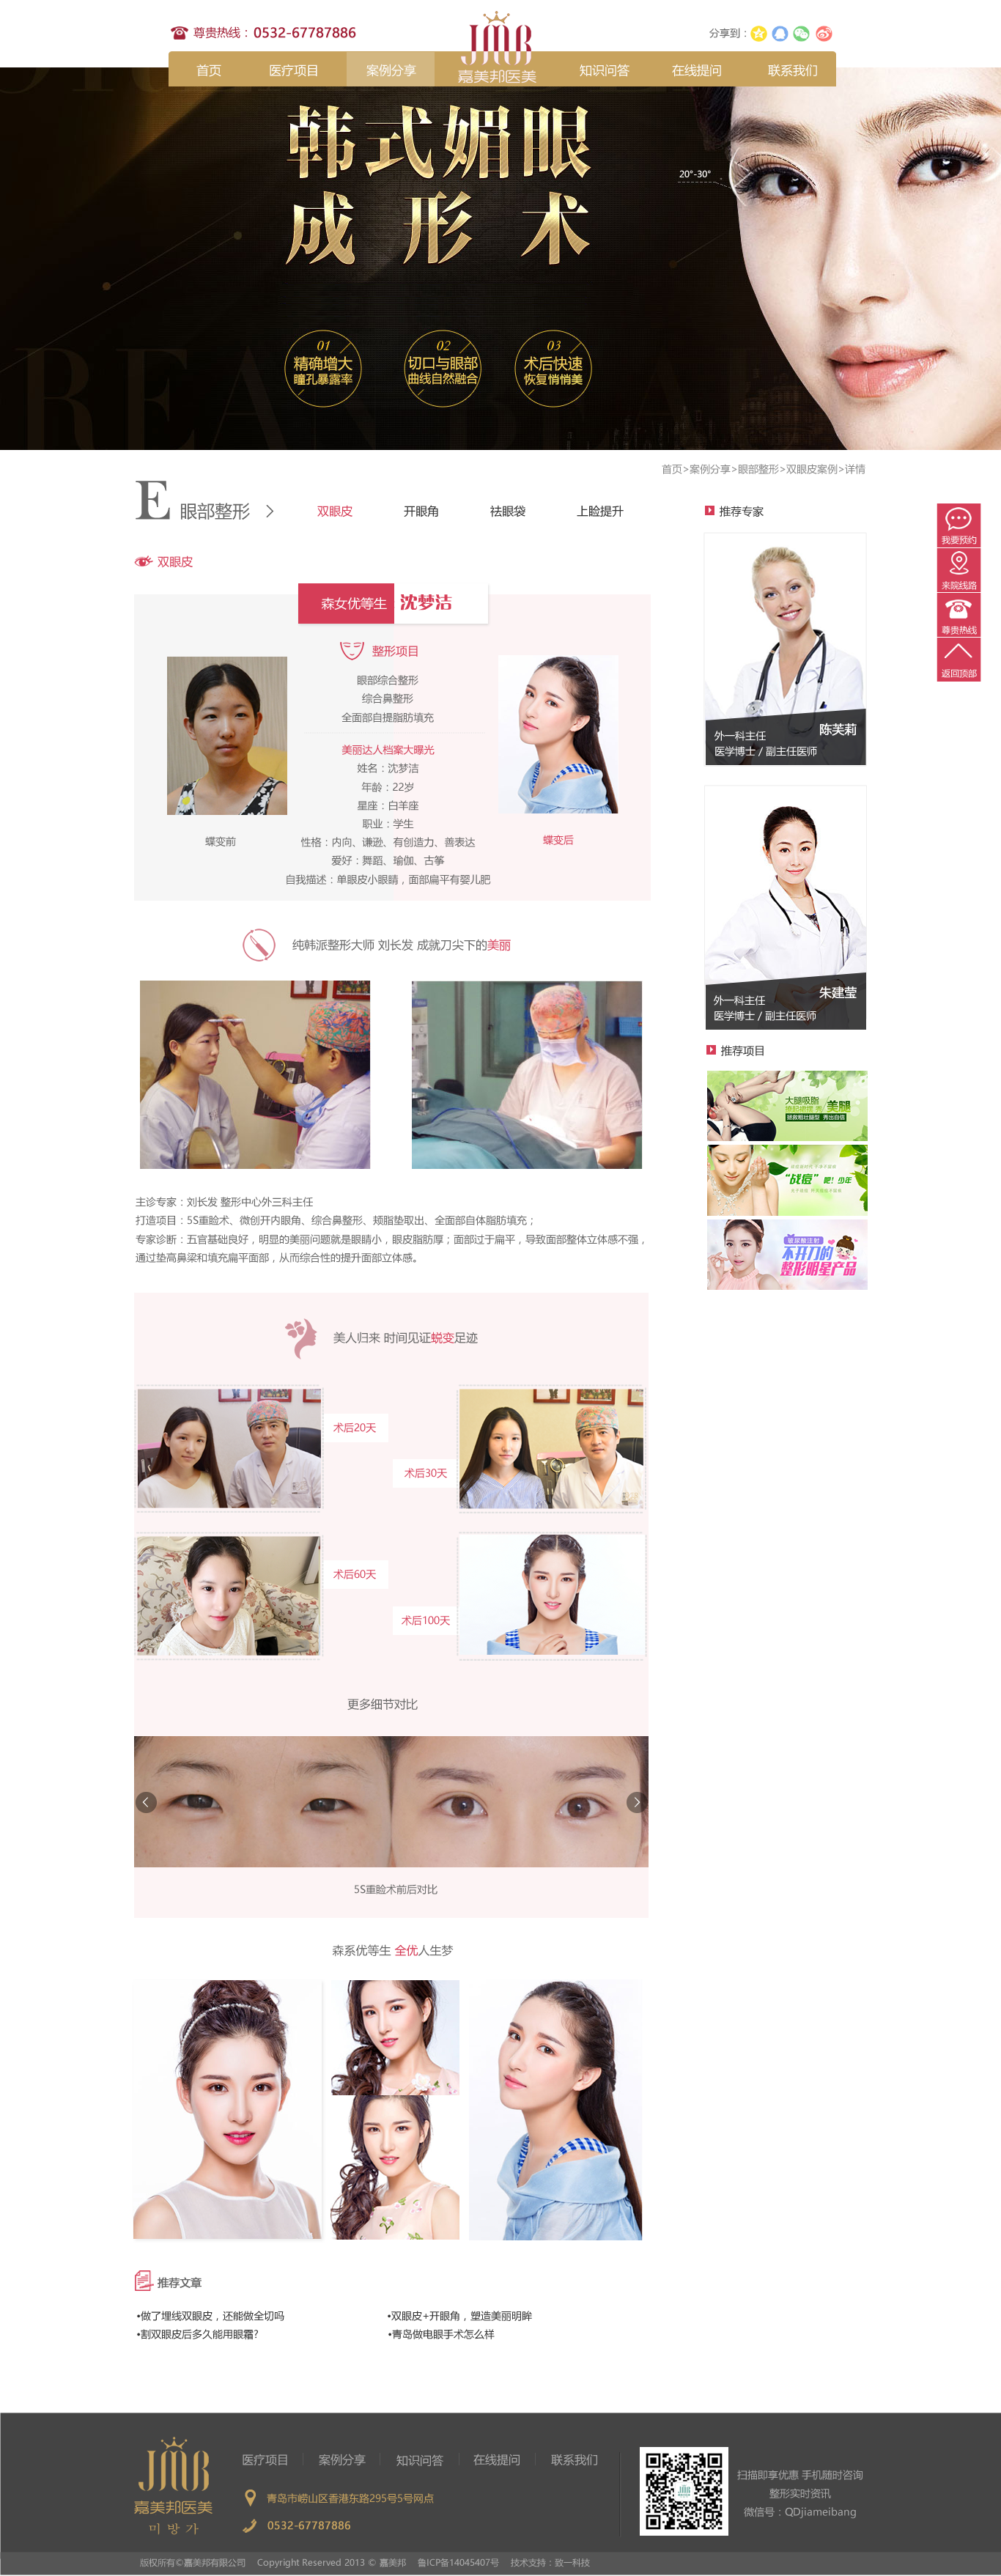 尊贵热线：0532-67787886
JMB
嘉美邦医美
分享到：
首页 医疗项目 案例分享 知识问答 在线提问 联系我们
韩式媚眼
成形术
20°-30°
01
精确增大
瞳孔暴露率
02
切口与眼部
曲线自然融合
03
术后快速
恢复悄悄美
首页>案例分享>眼部整形>双眼皮案例>详情
E 眼部整形 双眼皮 开眼角 祛眼袋 上睑提升
双眼皮
森女优等生 沈梦洁
整形项目
眼部综合整形
综合鼻整形
全面部自提脂肪填充
美丽达人档案大曝光
姓名：沈梦洁
年龄：22岁
星座：白羊座
职业：学生
性格：内向、谦逊、有创造力、善表达
爱好：舞蹈、瑜伽、古筝
自我描述：单眼皮小眼睛，面部扁平有婴儿肥
蝶变前
蝶变后
纯韩派整形大师 刘长发 成就刀尖下的美丽
主诊专家：刘长发 整形中心外三科主任
打造项目：5S重睑术、微创开内眼角、综合鼻整形、颊脂垫取出、全面部自体脂肪填充；
专家诊断：五官基础良好，明显的美丽问题就是眼睛小，眼皮脂肪厚；面部过于扁平，导致面部整体立体感不强，
通过垫高鼻梁和填充扁平面部，从而综合性的提升面部立体感。
美人归来 时间见证蜕变足迹
术后20天
术后30天
术后60天
术后100天
更多细节对比
5S重睑术前后对比
森系优等生 全优人生梦
推荐文章
•做了埋线双眼皮，还能做全切吗
•双眼皮+开眼角，塑造美丽明眸
•割双眼皮后多久能用眼霜?
•青岛做电眼手术怎么样
推荐专家
陈芙莉
外一科主任
医学博士 / 副主任医师
朱建莹
外一科主任
医学博士 / 副主任医师
推荐项目
大腿吸脂
美腿
“战痘”吧！少年
玻尿酸注射
不开刀的
整形明星产品
我要预约
来院线路
尊贵热线
返回顶部
JMB
嘉美邦医美
미 방 가
医疗项目 案例分享 知识问答 在线提问 联系我们
青岛市崂山区香港东路295号5号网点
0532-67787886
扫描即享优惠 手机随时咨询
整形实时资讯
微信号：QDjiameibang
版权所有©嘉美邦有限公司 Copyright Reserved 2013 © 嘉美邦 鲁ICP备14045407号 技术支持：致一科技